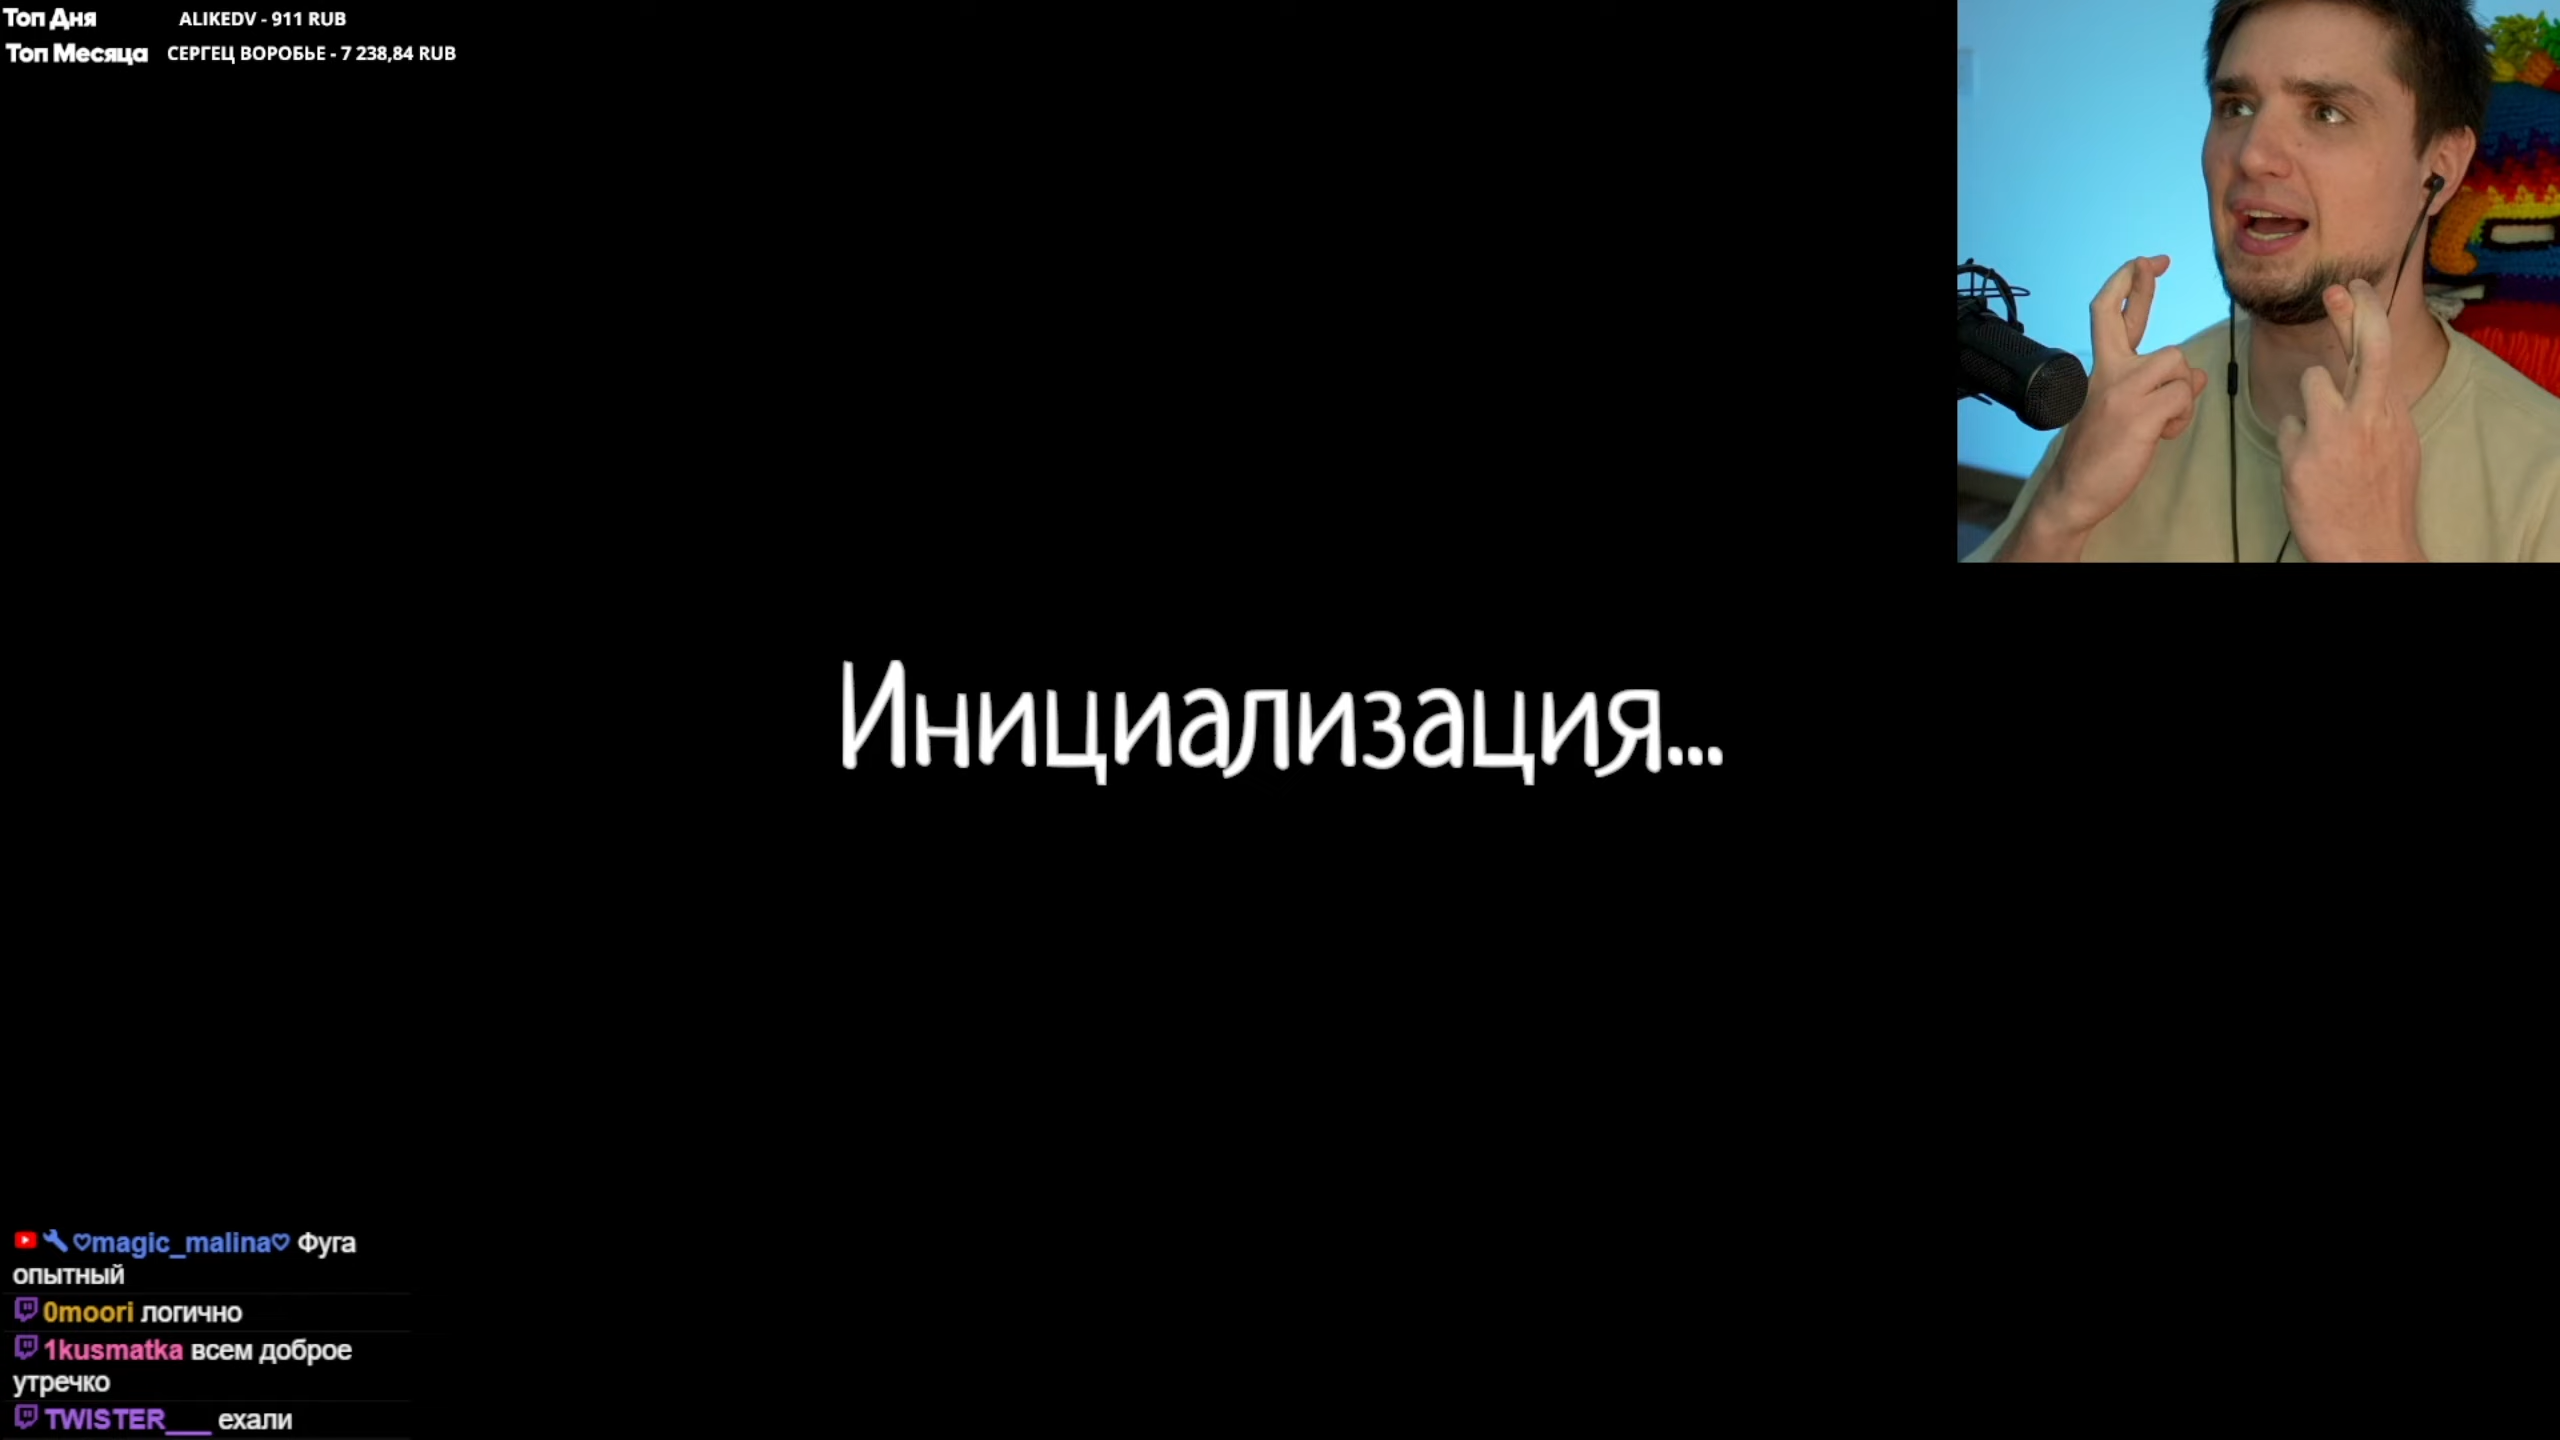 Топ Дня ALIKEDV - 911 RUB
Топ Месяца СЕРГЕЦ ВОРОБЬЕ - 7 238,84 RUB
Инициализация...
♡magic_malina♡ Фуга
опытный
0moori логично
1kusmatka всем доброе
утречко
TWISTER___ ехали